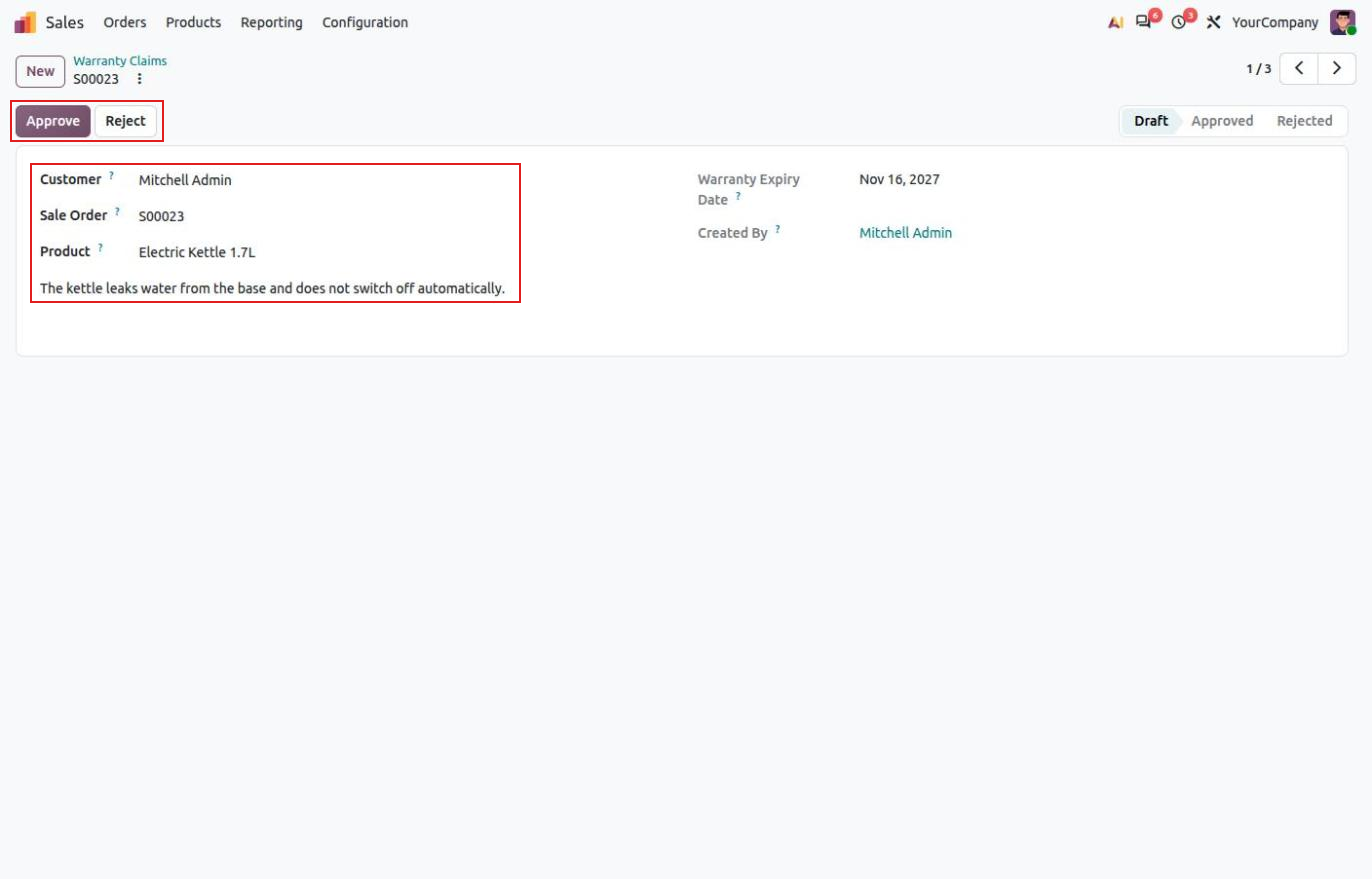 Sales Orders Products Reporting Configuration AI 6 3 YourCompany
New Warranty Claims
S00023 1 / 3
Approve Reject Draft Approved Rejected
Customer ? Mitchell Admin Warranty Expiry Nov 16, 2027
Date ?
Sale Order ? S00023
Created By ? Mitchell Admin
Product ? Electric Kettle 1.7L
The kettle leaks water from the base and does not switch off automatically.